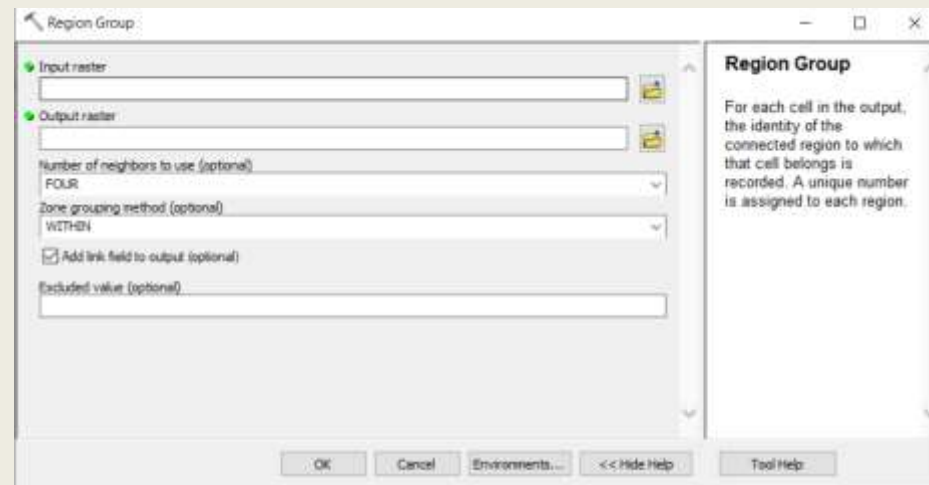 Region Group
Input raster
Output raster
Number of neighbors to use (optional)
FOUR
Zone grouping method (optional)
WITHIN
Add link field to output (optional)
Excluded value (optional)
Region Group
For each cell in the output,
the identity of the
connected region to which
that cell belongs is
recorded. A unique number
is assigned to each region.
OK
Cancel
Environments...
<< Hide Help
Tool Help